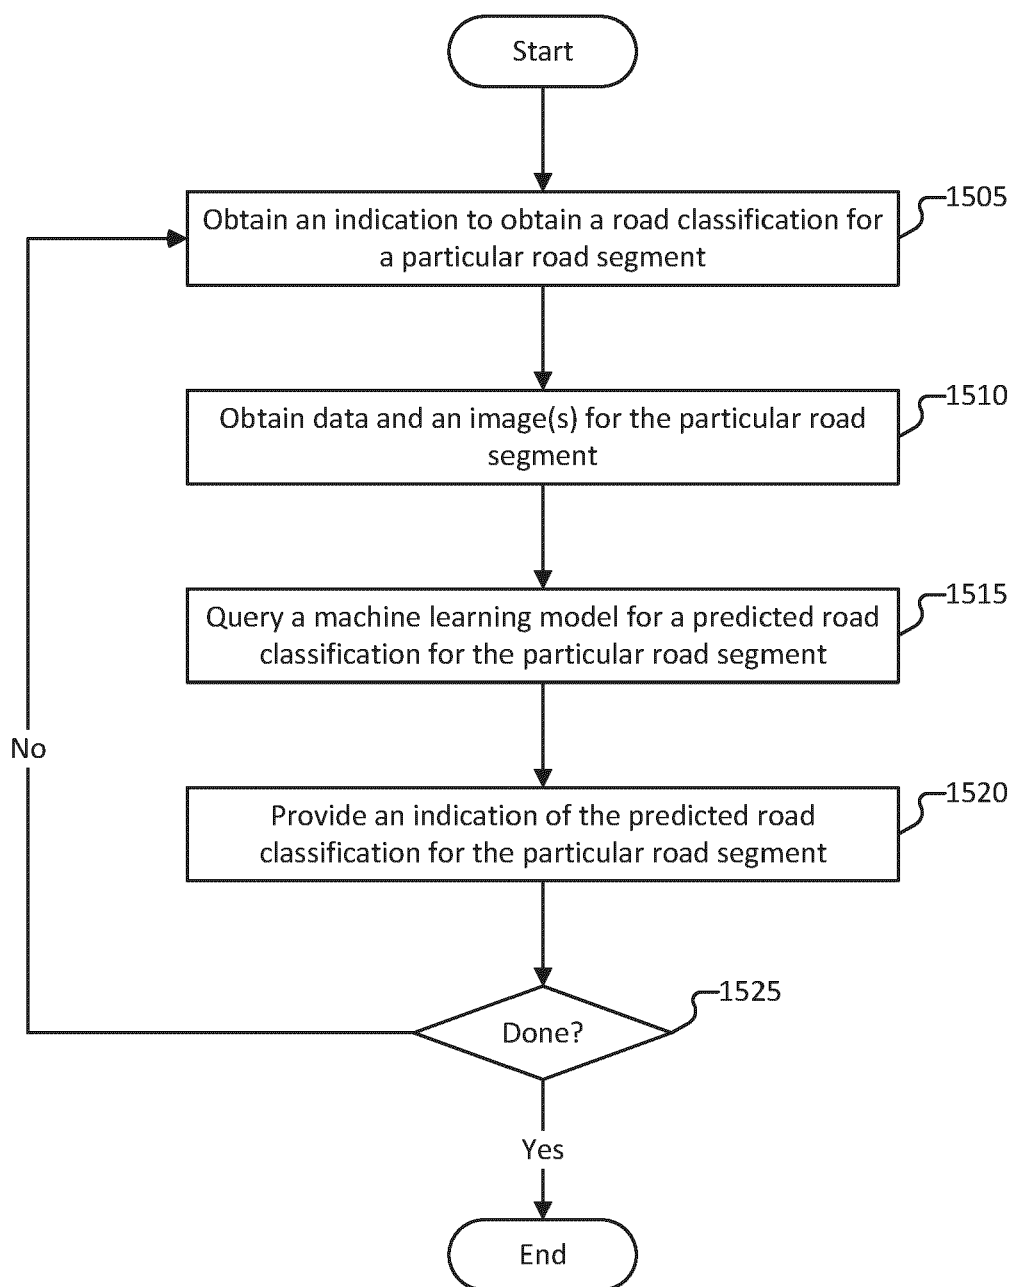 Start
Obtain an indication to obtain a road classification for
a particular road segment
1505
Obtain data and an image(s) for the particular road
segment
1510
Query a machine learning model for a predicted road
classification for the particular road segment
1515
No
Provide an indication of the predicted road
classification for the particular road segment
1520
Done?
1525
Yes
End